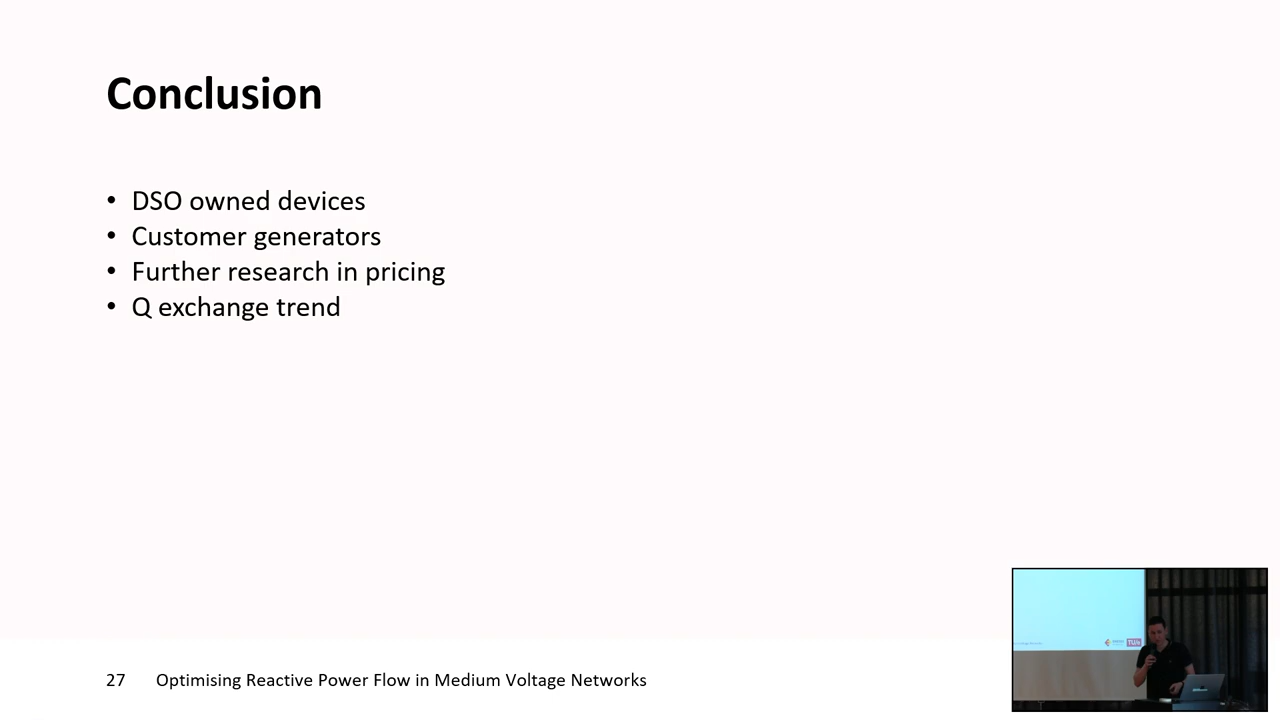 Conclusion
• DSO owned devices
• Customer generators
• Further research in pricing
• Q exchange trend
27 Optimising Reactive Power Flow in Medium Voltage Networks